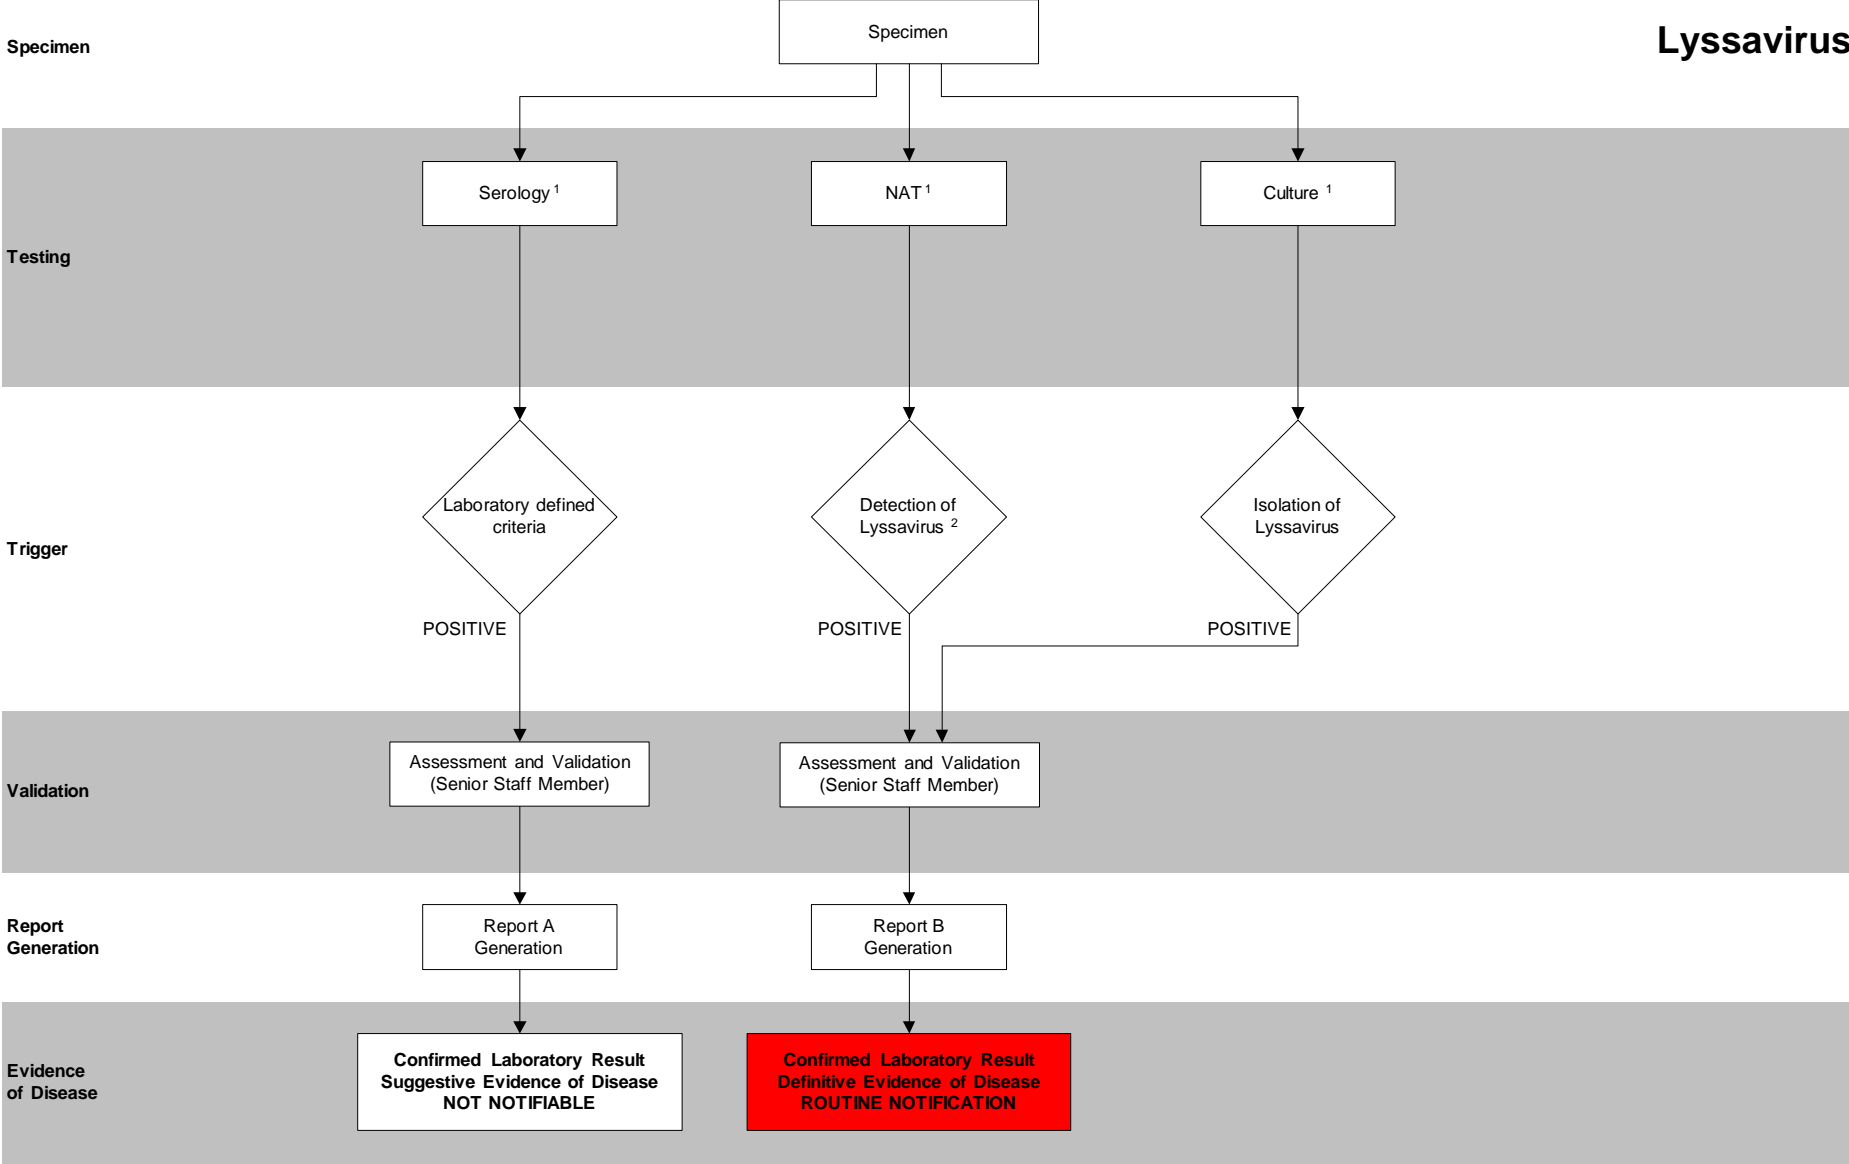 Specimen
Specimen
Lyssavirus
Serology 1
NAT 1
Culture 1
Testing
Laboratory defined
criteria
Detection of
Lyssavirus 2
Isolation of
Lyssavirus
Trigger
POSITIVE
POSITIVE
POSITIVE
Assessment and Validation
(Senior Staff Member)
Assessment and Validation
(Senior Staff Member)
Validation
Report
Generation
Report A
Generation
Report B
Generation
Evidence
of Disease
Confirmed Laboratory Result
Suggestive Evidence of Disease
NOT NOTIFIABLE
Confirmed Laboratory Result
Definitive Evidence of Disease
ROUTINE NOTIFICATION